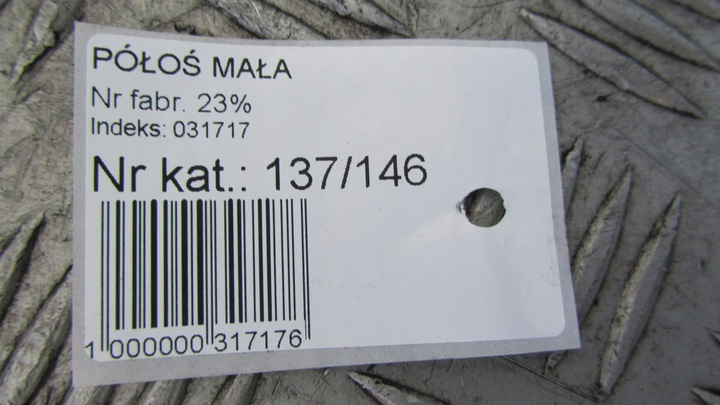 PÓŁOŚ MAŁA
Nr fabr. 23%
Indeks: 031717
Nr kat.: 137/146
1 000000 317176